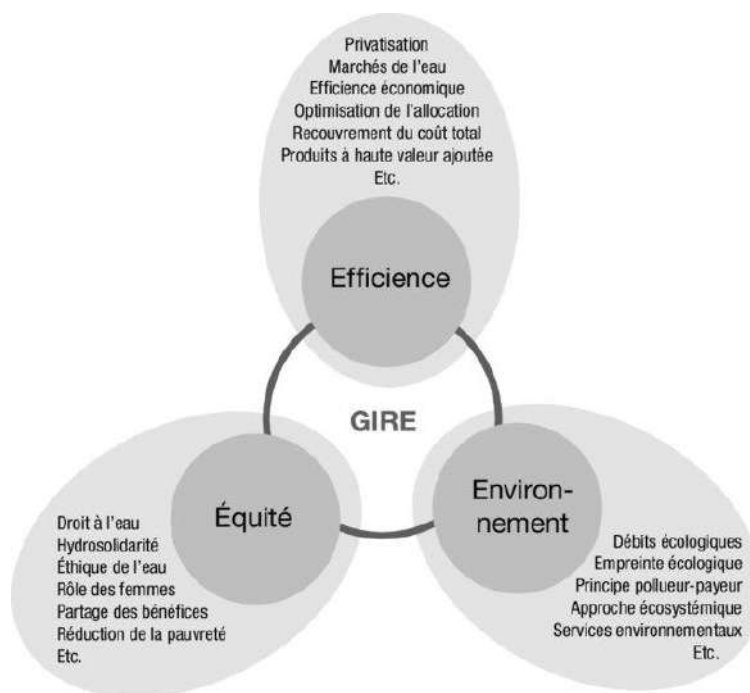 Privatisation
Marchés de l'eau
Efficience économique
Optimisation de l'allocation
Recouvrement du coût total
Produits à haute valeur ajoutée
Etc.
Efficience
GIRE
Équité
Droit à l'eau
Hydrosolidarité
Éthique de l'eau
Rôle des femmes
Partage des bénéfices
Réduction de la pauvreté
Etc.
Environ-
nement
Débits écologiques
Empreinte écologique
Principe pollueur-payeur
Approche écosystémique
Services environnementaux
Etc.